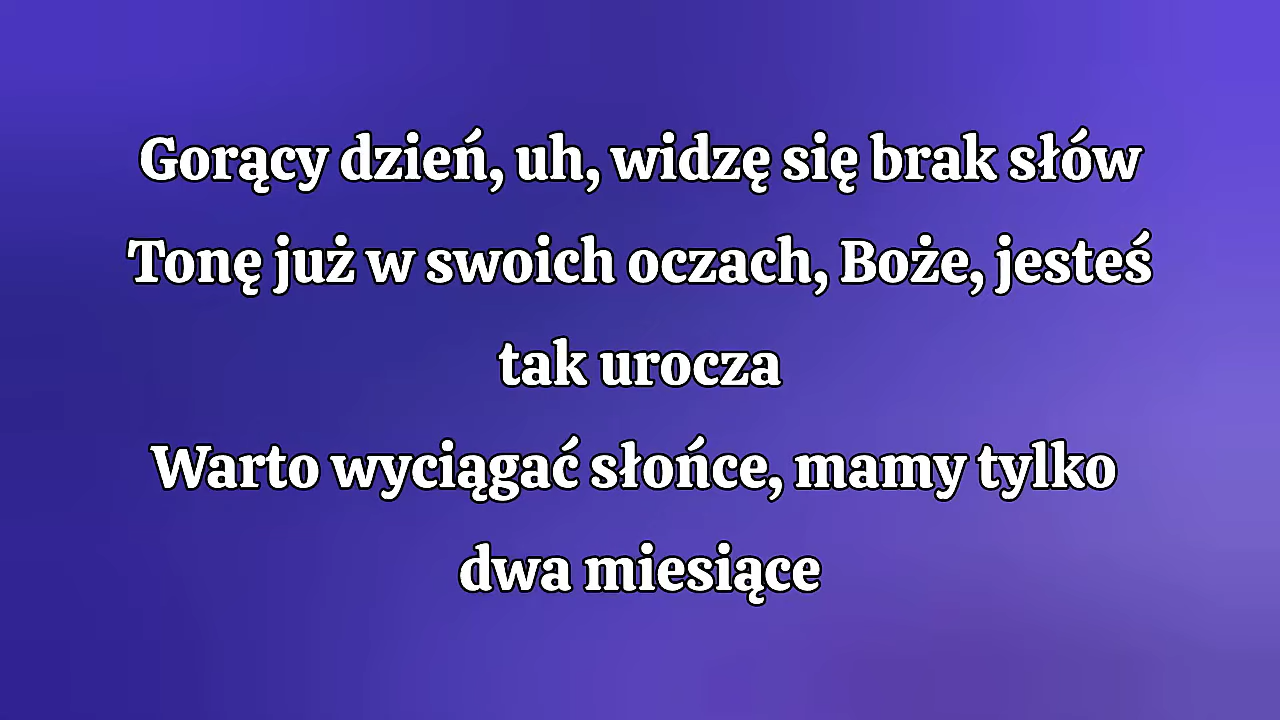 Gorący dzień, uh, widzę się brak słów
Tonę już w swoich oczach, Boże, jesteś
tak urocza
Warto wyciągać słońce, mamy tylko
dwa miesiące